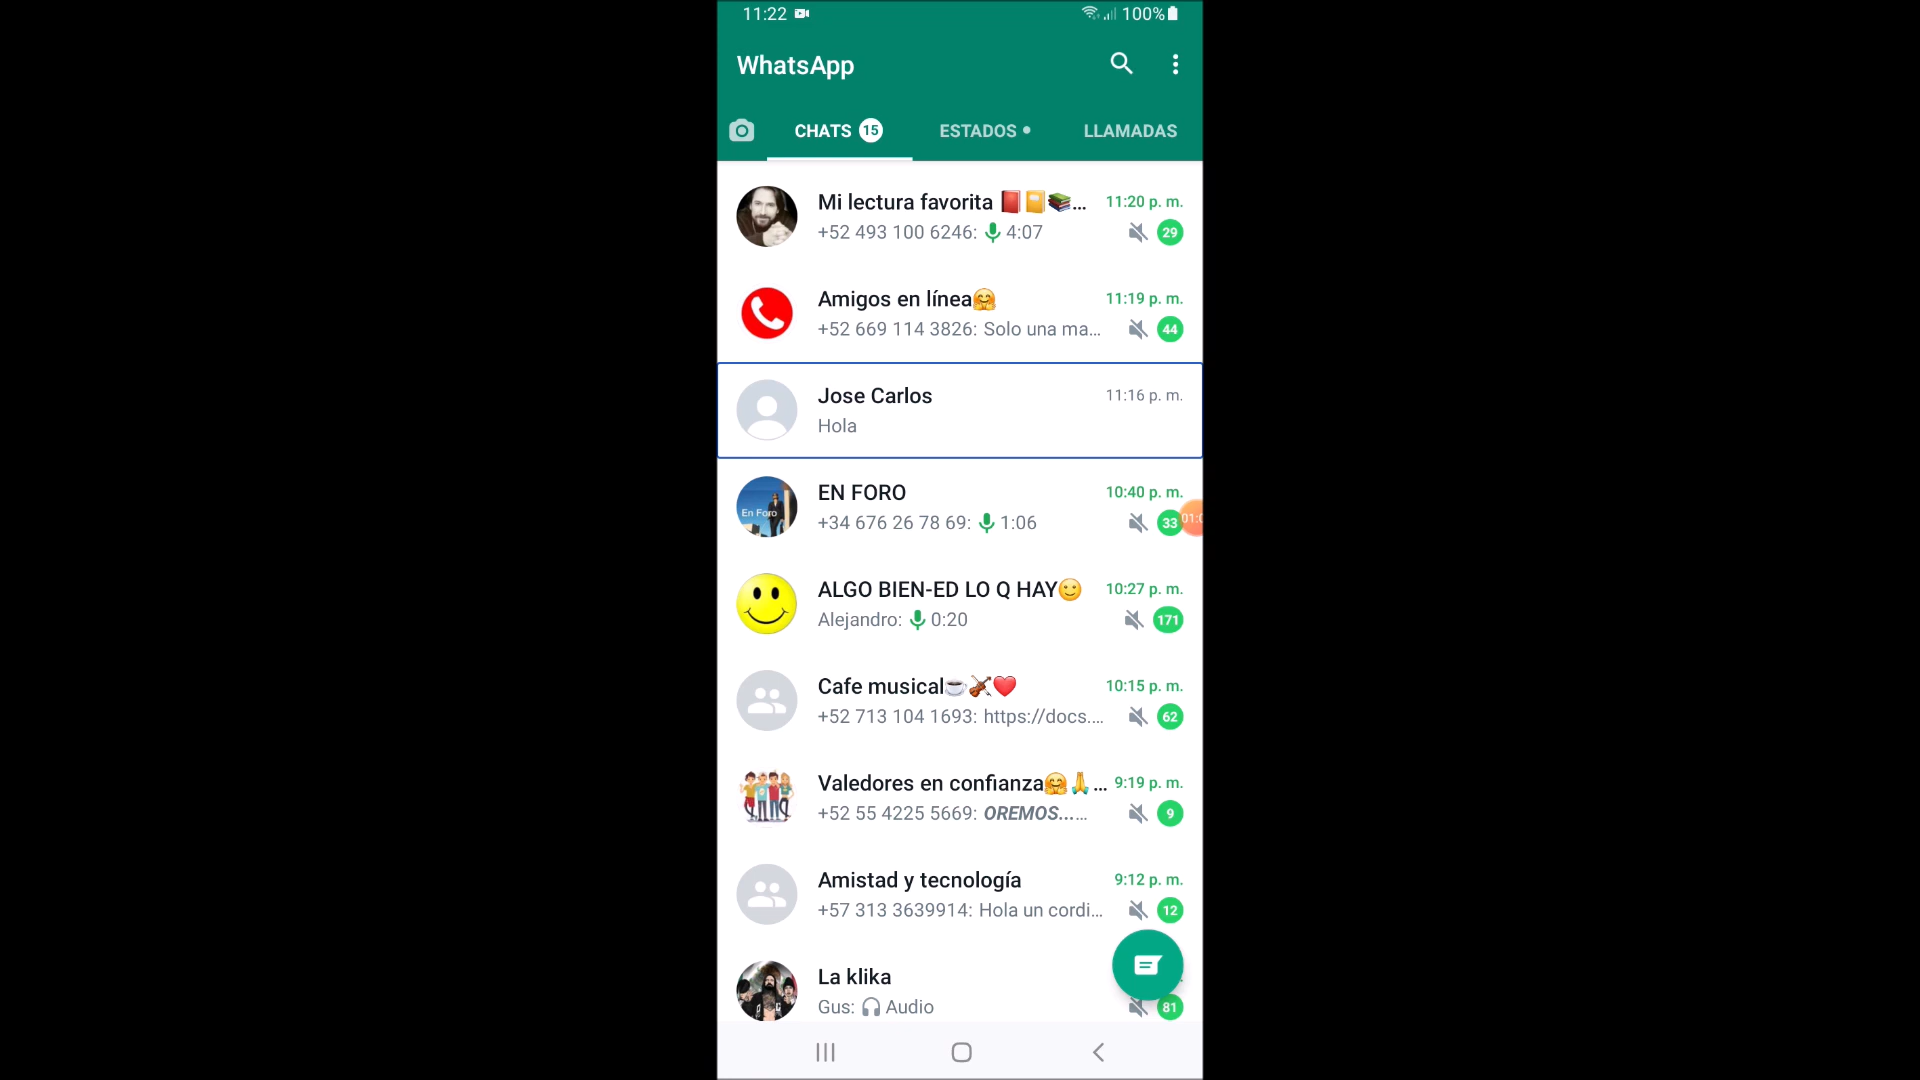 11:22 100%
WhatsApp
CHATS 15 ESTADOS LLAMADAS
Mi lectura favorita 📕📒📚... 11:20 p. m.
+52 493 100 6246: 4:07 29
Amigos en línea🤗 11:19 p. m.
+52 669 114 3826: Solo una ma... 44
Jose Carlos 11:16 p. m.
Hola
EN FORO 10:40 p. m.
En Foro
+34 676 26 78 69: 1:06 33
ALGO BIEN-ED LO Q HAY🙂 10:27 p. m.
Alejandro: 0:20 171
Cafe musical☕🎻❤️ 10:15 p. m.
+52 713 104 1693: https://docs.... 62
Valedores en confianza🤗🙏... 9:19 p. m.
+52 55 4225 5669: OREMOS...... 9
Amistad y tecnología 9:12 p. m.
+57 313 3639914: Hola un cordi... 12
La klika
Gus: Audio 81